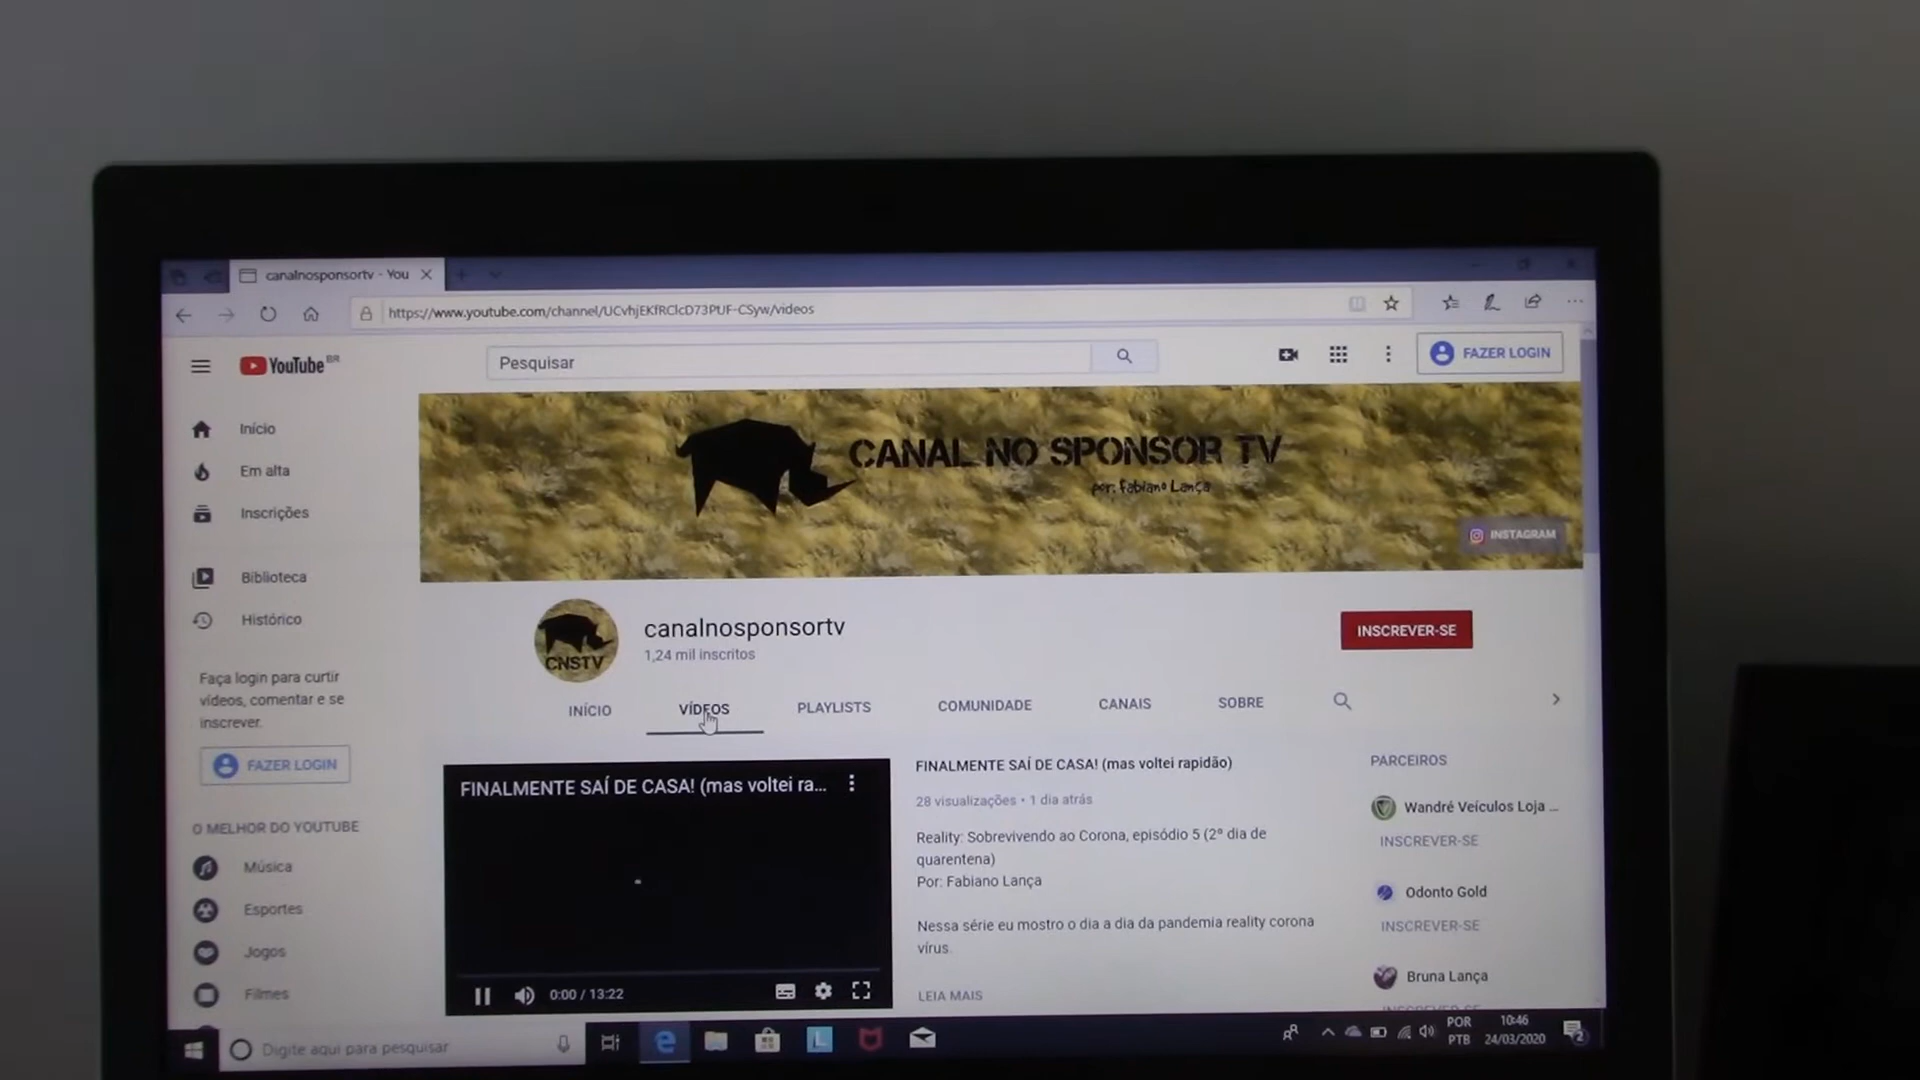 canalnosponsortv - You
https://www.youtube.com/channel/UCvhjEKfRClcD73PUF-CSyw/videos
YouTube BR
Pesquisar
FAZER LOGIN
Início
Em alta
Inscrições
Biblioteca
Histórico
Faça login para curtir
vídeos, comentar e se
inscrever.
FAZER LOGIN
O MELHOR DO YOUTUBE
Música
Esportes
Jogos
Filmes
CANAL NO SPONSOR TV
por: Fabiano Lança
INSTAGRAM
CNSTV
canalnosponsortv
1,24 mil inscritos
INSCREVER-SE
INÍCIO
VÍDEOS
PLAYLISTS
COMUNIDADE
CANAIS
SOBRE
FINALMENTE SAÍ DE CASA! (mas voltei ra...
0:00 / 13:22
FINALMENTE SAÍ DE CASA! (mas voltei rapidão)
28 visualizações • 1 dia atrás
Reality: Sobrevivendo ao Corona, episódio 5 (2º dia de
quarentena)
Por: Fabiano Lança
Nessa série eu mostro o dia a dia da pandemia reality corona
vírus.
LEIA MAIS
PARCEIROS
Wandré Veículos Loja ...
INSCREVER-SE
Odonto Gold
INSCREVER-SE
Bruna Lança
INSCREVER-SE
Digite aqui para pesquisar
POR
PTB
10:46
24/03/2020
2